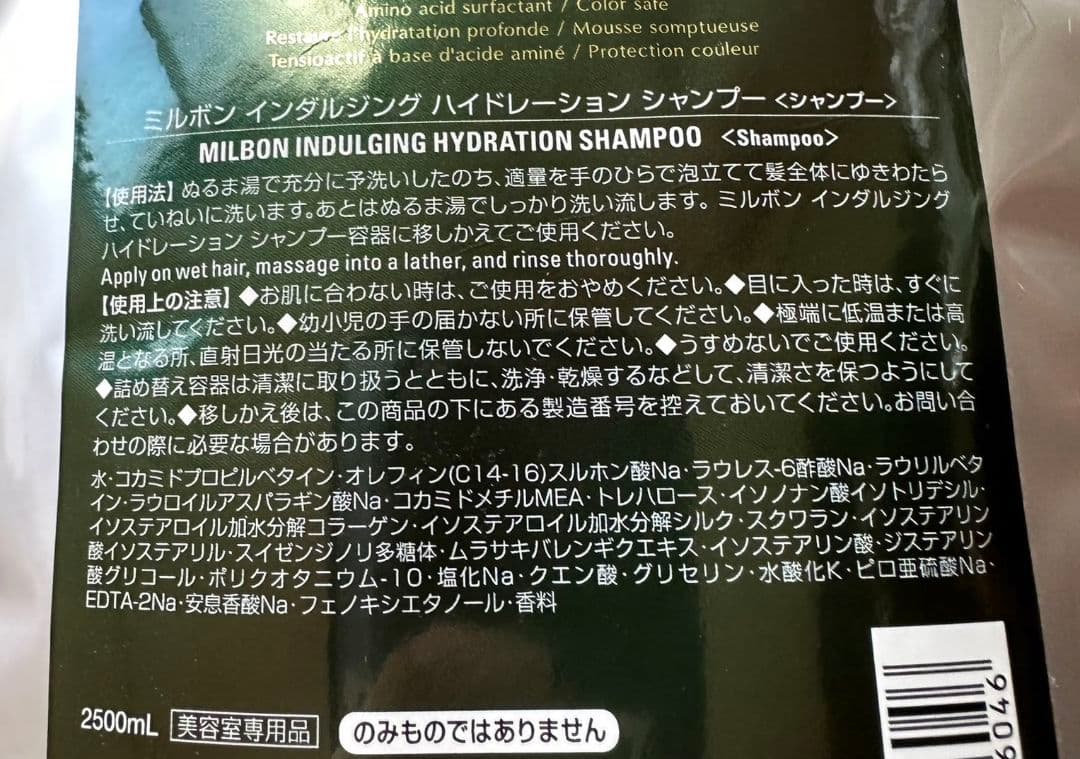 Amino acid surfactant / Color safe
Restaure l'hydratation profonde / Mousse somptueuse
Tensioactif à base d'acide aminé / Protection couleur
ミルボン インダルジング ハイドレーション シャンプー <シャンプー>
MILBON INDULGING HYDRATION SHAMPOO <Shampoo>
【使用法】ぬるま湯で充分に予洗いしたのち、適量を手のひらで泡立てて髪全体にゆきわたら
せ、ていねいに洗います。あとはぬるま湯でしっかり洗い流します。ミルボン インダルジング
ハイドレーション シャンプー容器に移しかえてご使用ください。
Apply on wet hair, massage into a lather, and rinse thoroughly.
【使用上の注意】◆お肌に合わない時は、ご使用をおやめください。◆目に入った時は、すぐに
洗い流してください。◆幼小児の手の届かない所に保管してください。◆極端に低温または高
温となる所、直射日光の当たる所に保管しないでください。◆うすめないでご使用ください。
◆詰め替え容器は清潔に取り扱うとともに、洗浄・乾燥するなどして、清潔さを保つようにして
ください。◆移しかえ後は、この商品の下にある製造番号を控えておいてください。お問い合
わせの際に必要な場合があります。
水・コカミドプロピルベタイン・オレフィン(C14-16)スルホン酸Na・ラウレス-6酢酸Na・ラウリルベタ
イン・ラウロイルアスパラギン酸Na・コカミドメチルMEA・トレハロース・イソノナン酸イソトリデシル・
イソステアロイル加水分解コラーゲン・イソステアロイル加水分解シルク・スクワラン・イソステアリン
酸イソステアリル・スイゼンジノリ多糖体・ムラサキバレンギクエキス・イソステアリン酸・ジステアリン
酸グリコール・ポリクオタニウム-10・塩化Na・クエン酸・グリセリン・水酸化K・ピロ亜硫酸Na・
EDTA-2Na・安息香酸Na・フェノキシエタノール・香料
2500mL 美容室専用品 のみものではありません